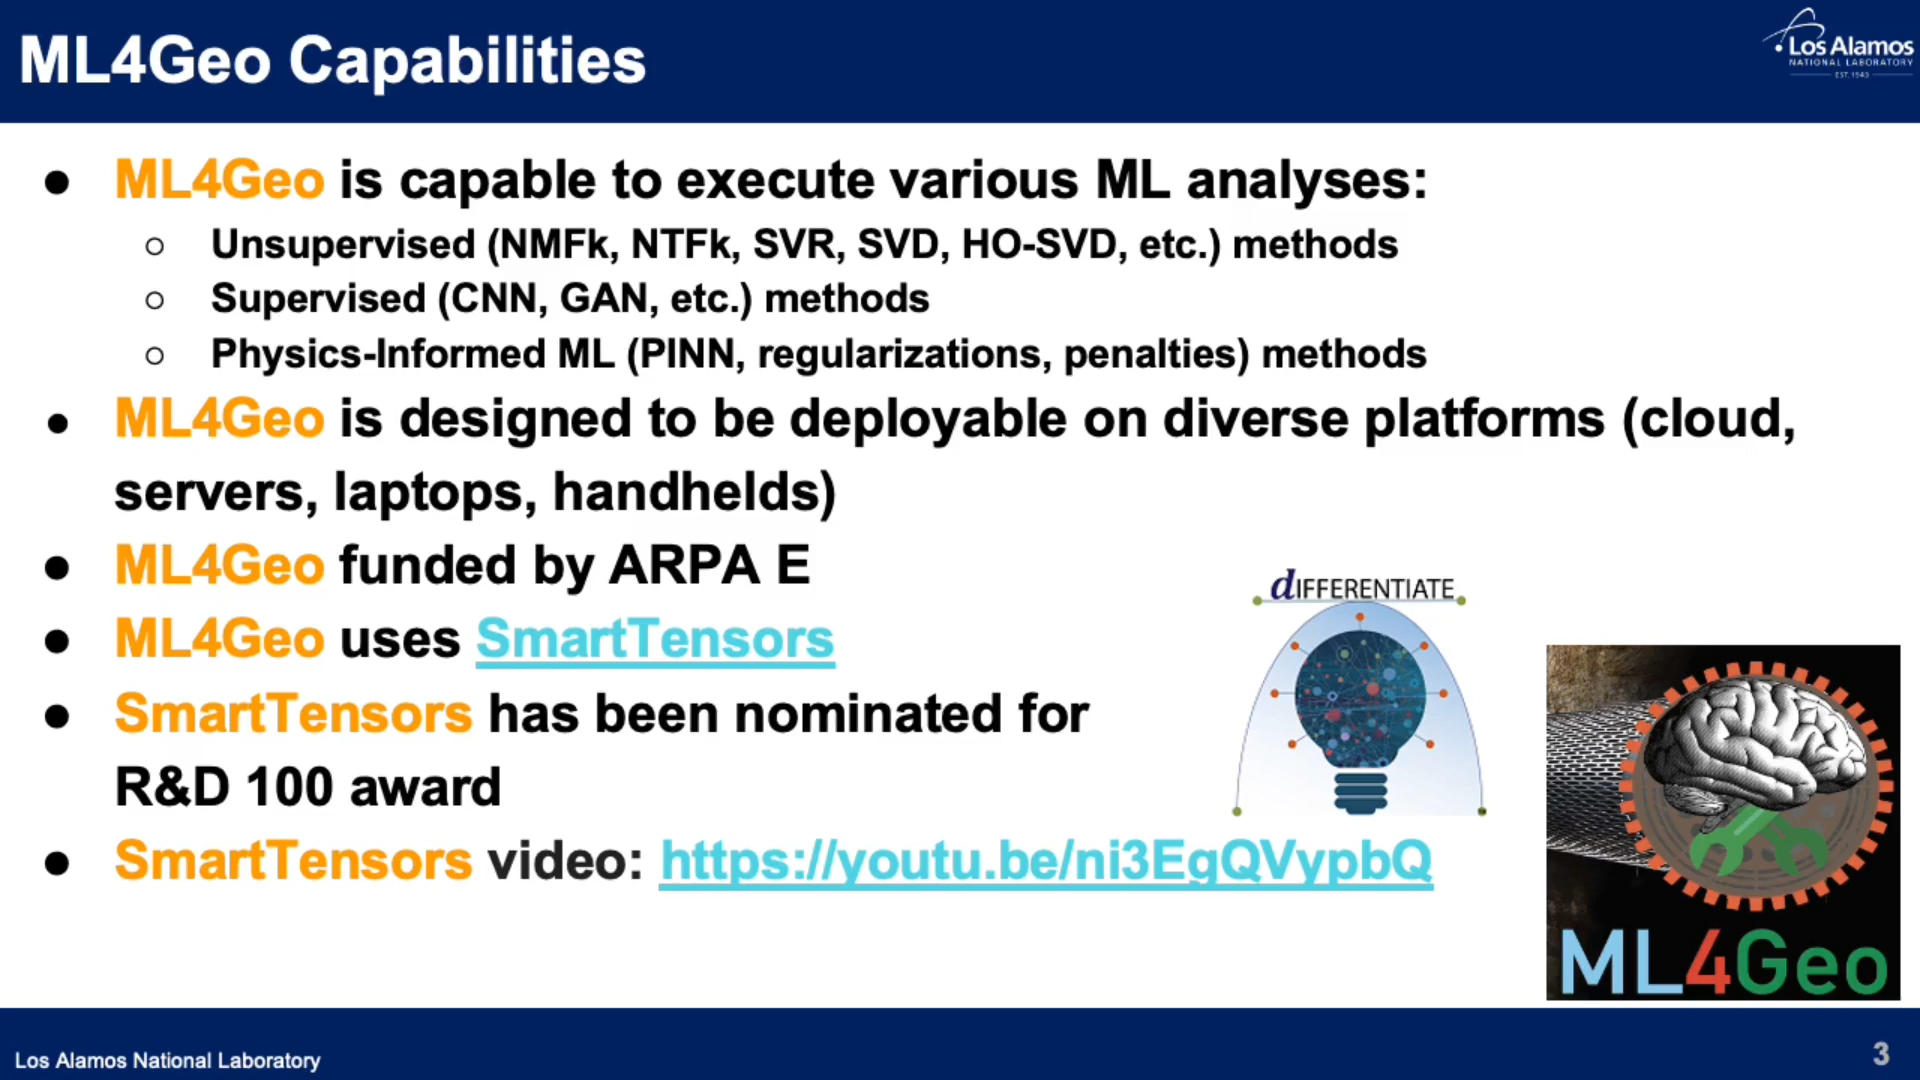 ML4Geo Capabilities
Los Alamos
NATIONAL LABORATORY
EST. 1943
● ML4Geo is capable to execute various ML analyses:
○ Unsupervised (NMFk, NTFk, SVR, SVD, HO-SVD, etc.) methods
○ Supervised (CNN, GAN, etc.) methods
○ Physics-Informed ML (PINN, regularizations, penalties) methods
● ML4Geo is designed to be deployable on diverse platforms (cloud,
servers, laptops, handhelds)
● ML4Geo funded by ARPA E
● ML4Geo uses SmartTensors
● SmartTensors has been nominated for
R&D 100 award
● SmartTensors video: https://youtu.be/ni3EgQVypbQ
dIFFERENTIATE
ML4Geo
Los Alamos National Laboratory
3